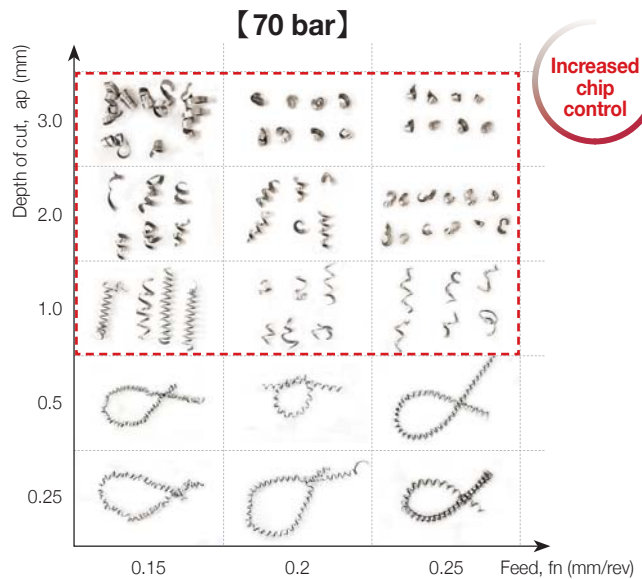 【70 bar】
Increased
chip
control
Depth of cut, ap (mm)
3.0
2.0
1.0
0.5
0.25
0.15
0.2
0.25
Feed, fn (mm/rev)